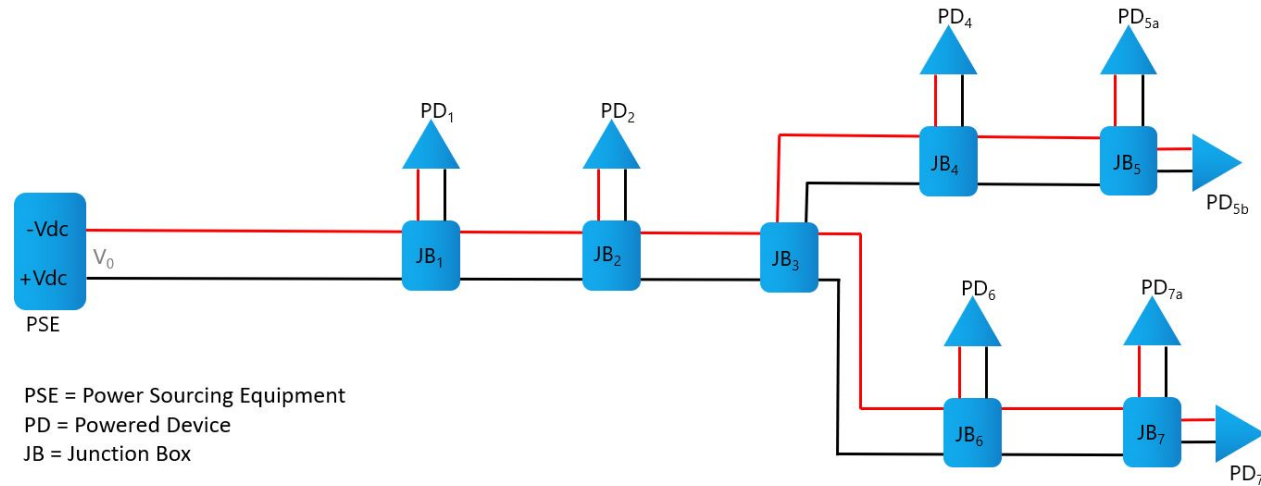 PD4
PD5a
JB4
JB5
PD5b
PD1
PD2
-Vdc
V0
+Vdc
PSE
JB1
JB2
JB3
PD6
PD7a
JB6
JB7
PD7
PSE = Power Sourcing Equipment
PD = Powered Device
JB = Junction Box